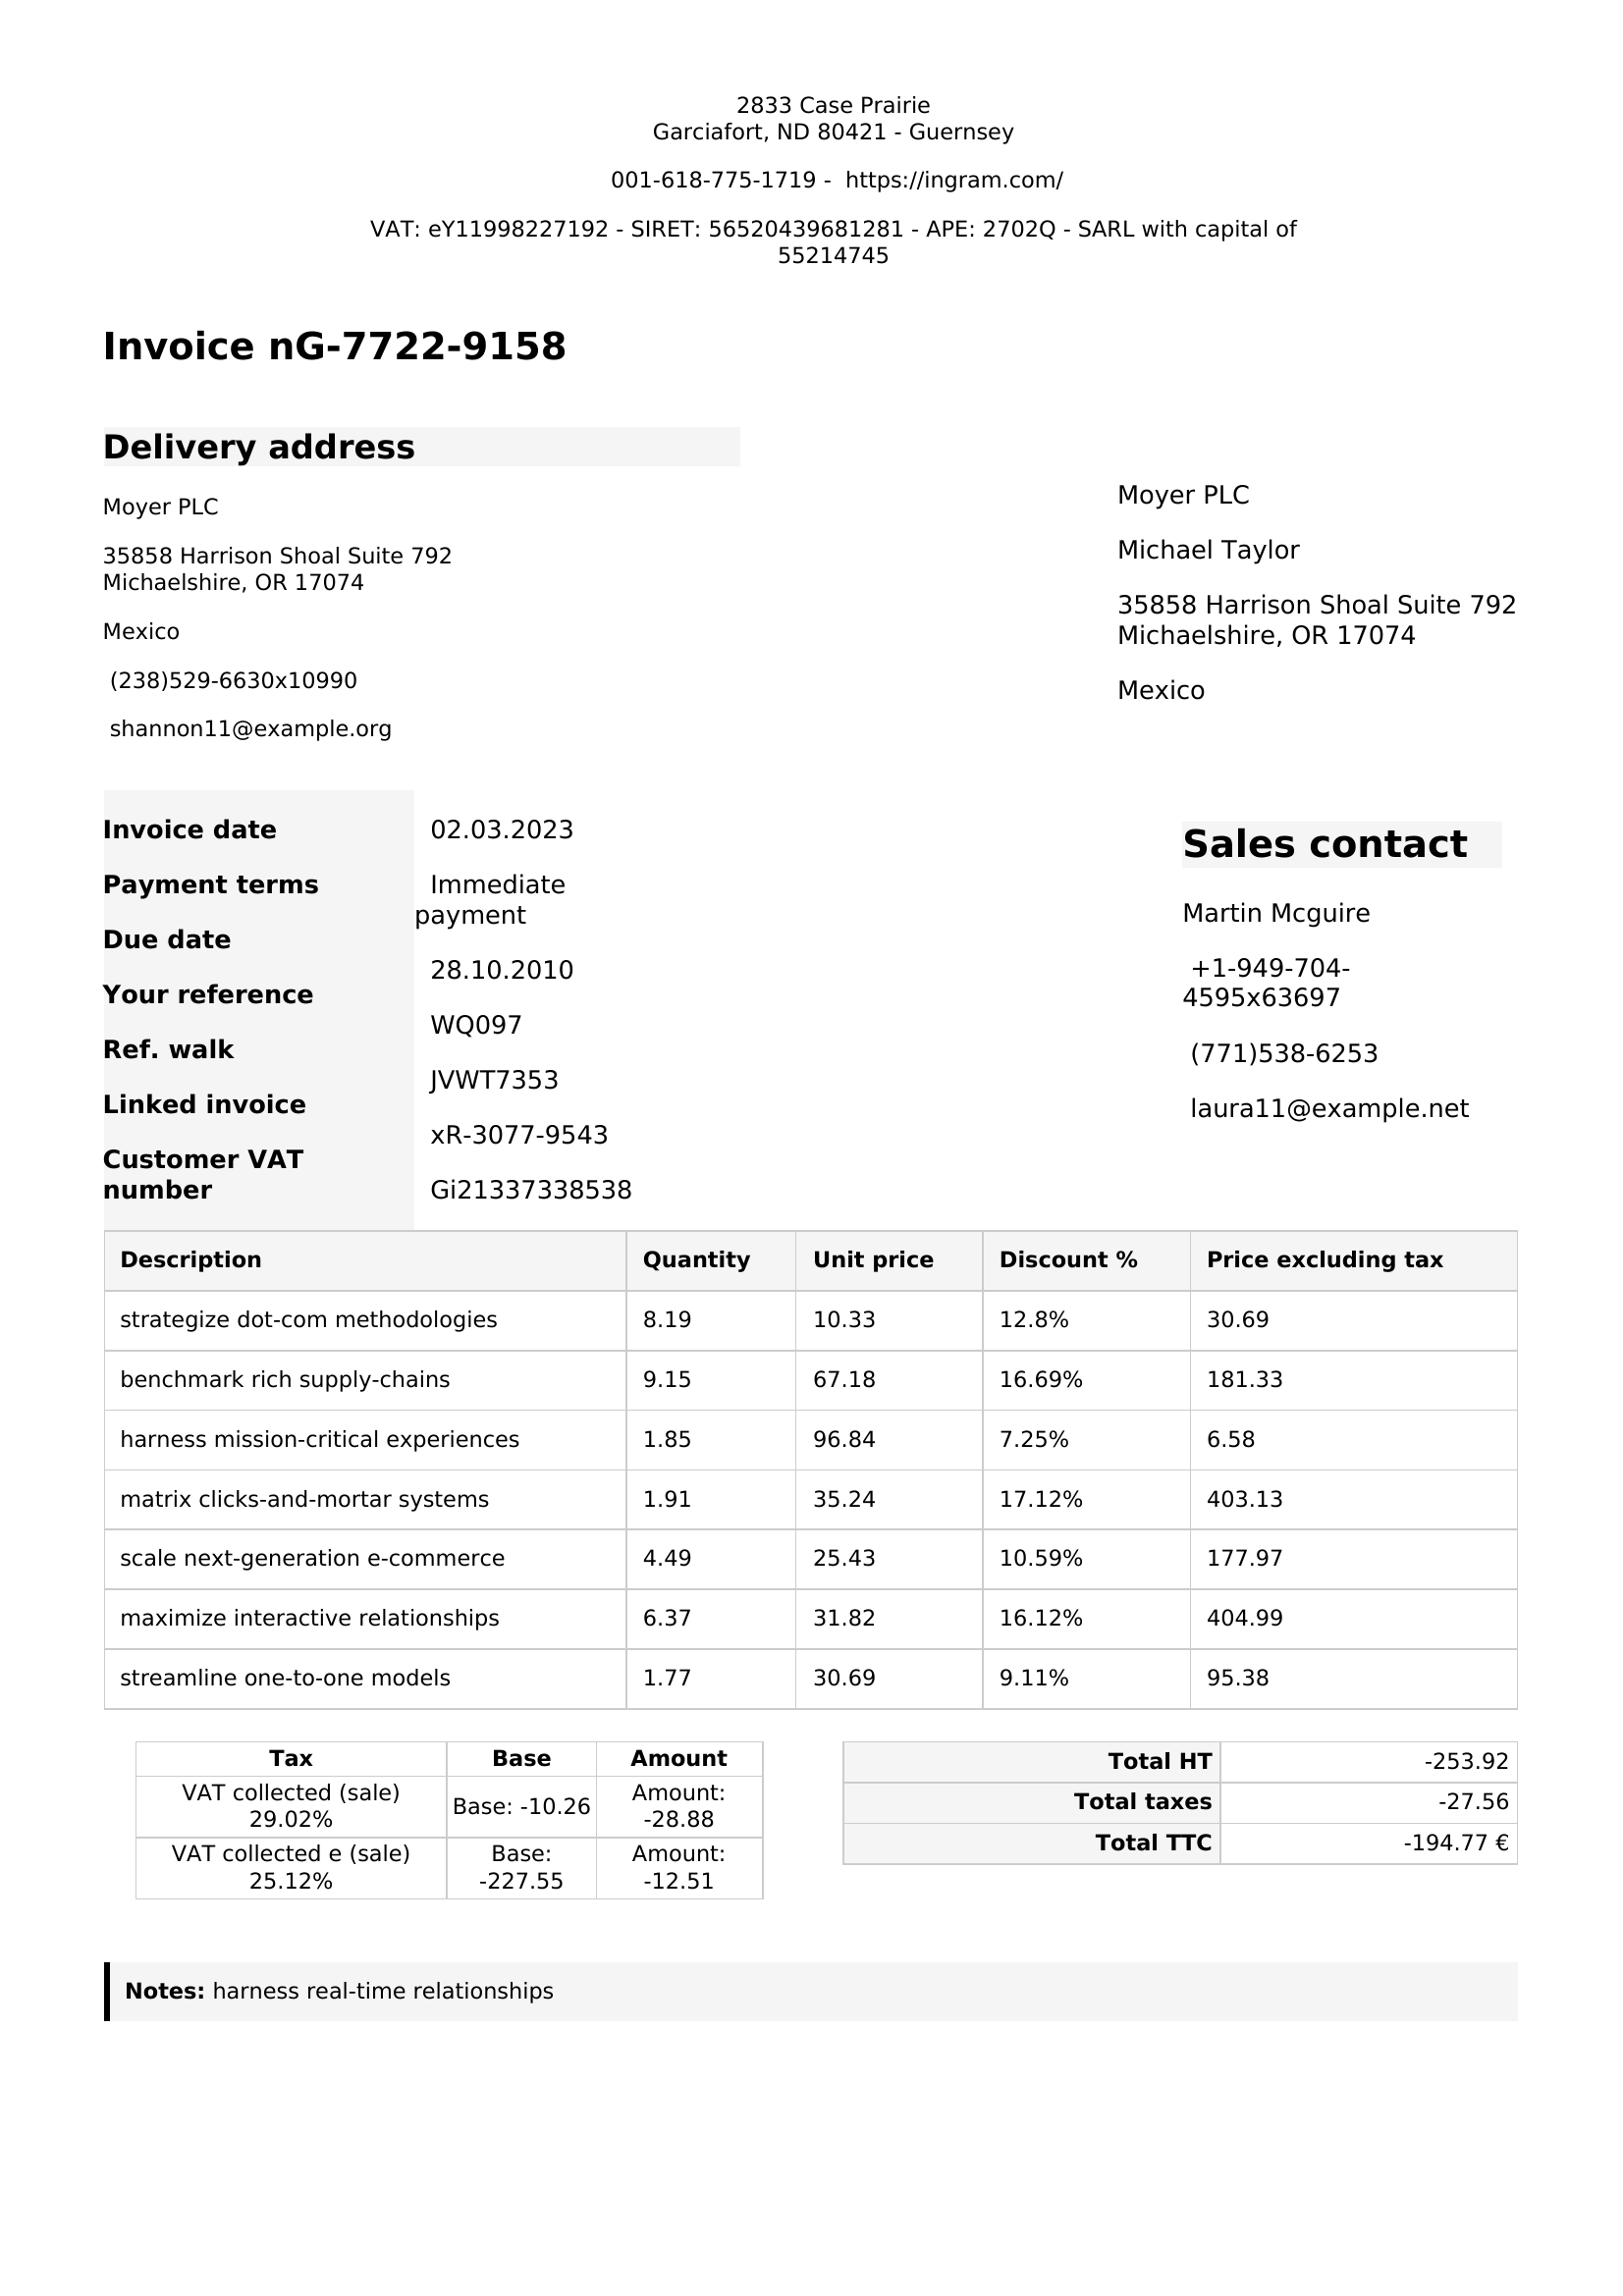 2833 Case Prairie
Garciafort, ND 80421 - Guernsey
001-618-775-1719 - https://ingram.com/
VAT: eY11998227192 - SIRET: 56520439681281 - APE: 2702Q - SARL with capital of
55214745
Invoice nG-7722-9158
Delivery address
Moyer PLC
35858 Harrison Shoal Suite 792
Michaelshire, OR 17074
Mexico
(238)529-6630x10990
shannon11@example.org
Moyer PLC
Michael Taylor
35858 Harrison Shoal Suite 792
Michaelshire, OR 17074
Mexico
Invoice date
Payment terms
Due date
Your reference
Ref. walk
Linked invoice
Customer VAT
number
02.03.2023
Immediate
payment
28.10.2010
WQ097
JVWT7353
xR-3077-9543
Gi21337338538
Sales contact
Martin Mcguire
+1-949-704-
4595x63697
(771)538-6253
laura11@example.net
Description Quantity Unit price Discount % Price excluding tax
strategize dot-com methodologies 8.19 10.33 12.8% 30.69
benchmark rich supply-chains 9.15 67.18 16.69% 181.33
harness mission-critical experiences 1.85 96.84 7.25% 6.58
matrix clicks-and-mortar systems 1.91 35.24 17.12% 403.13
scale next-generation e-commerce 4.49 25.43 10.59% 177.97
maximize interactive relationships 6.37 31.82 16.12% 404.99
streamline one-to-one models 1.77 30.69 9.11% 95.38
Tax Base Amount
VAT collected (sale)
29.02%
Base: -10.26
Amount:
-28.88
VAT collected e (sale)
25.12%
Base:
-227.55
Amount:
-12.51
Total HT -253.92
Total taxes -27.56
Total TTC -194.77 €
Notes: harness real-time relationships